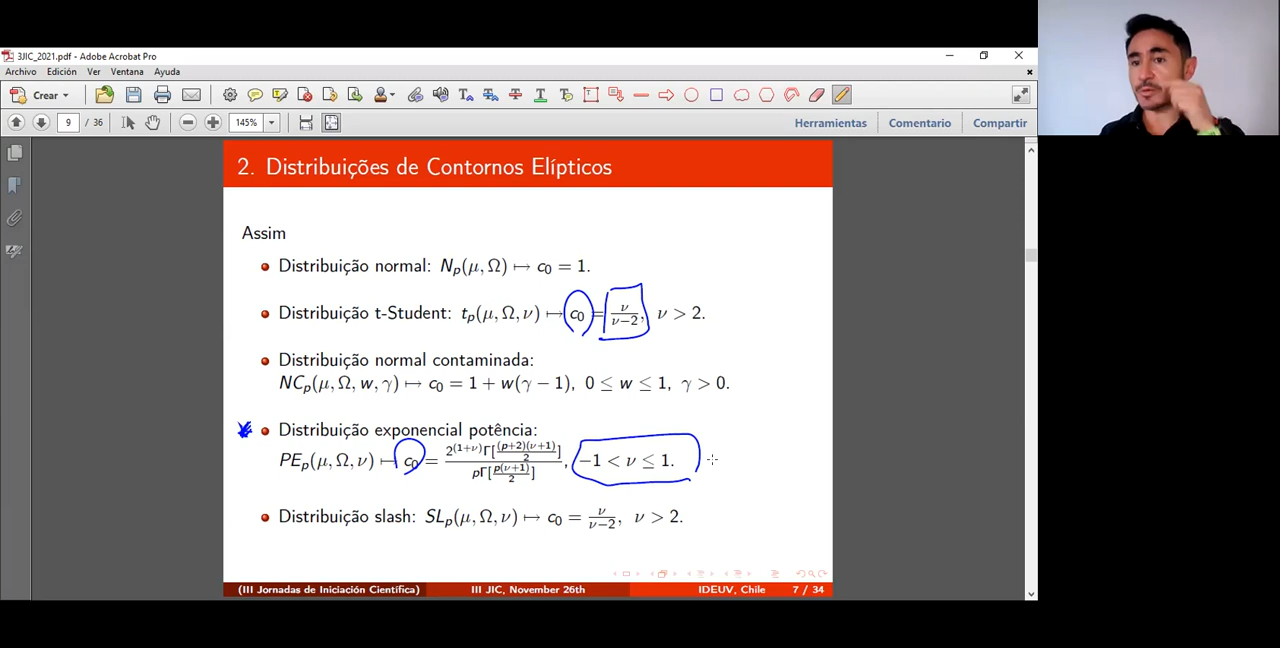 3JIC_2021.pdf - Adobe Acrobat Pro
Archivo Edición Ver Ventana Ayuda
Crear
9 / 36 145% Herramientas Comentario Compartir
2. Distribuições de Contornos Elípticos
Assim
Distribuição normal: Nₚ(μ, Ω) ↦ c₀ = 1.
Distribuição t-Student: tₚ(μ, Ω, ν) ↦ c₀ = ν/(ν−2), ν > 2.
Distribuição normal contaminada:
NCₚ(μ, Ω, w, γ) ↦ c₀ = 1 + w(γ − 1), 0 ≤ w ≤ 1, γ > 0.
Distribuição exponencial potência:
PEₚ(μ, Ω, ν) ↦ c₀ = 2^(1+ν) Γ[(p+2)(ν+1)/2] / pΓ[p(ν+1)/2], −1 < ν ≤ 1.
Distribuição slash: SLₚ(μ, Ω, ν) ↦ c₀ = ν/(ν−2), ν > 2.
(III Jornadas de Iniciación Científica) III JIC, November 26th IDEUV, Chile 7 / 34